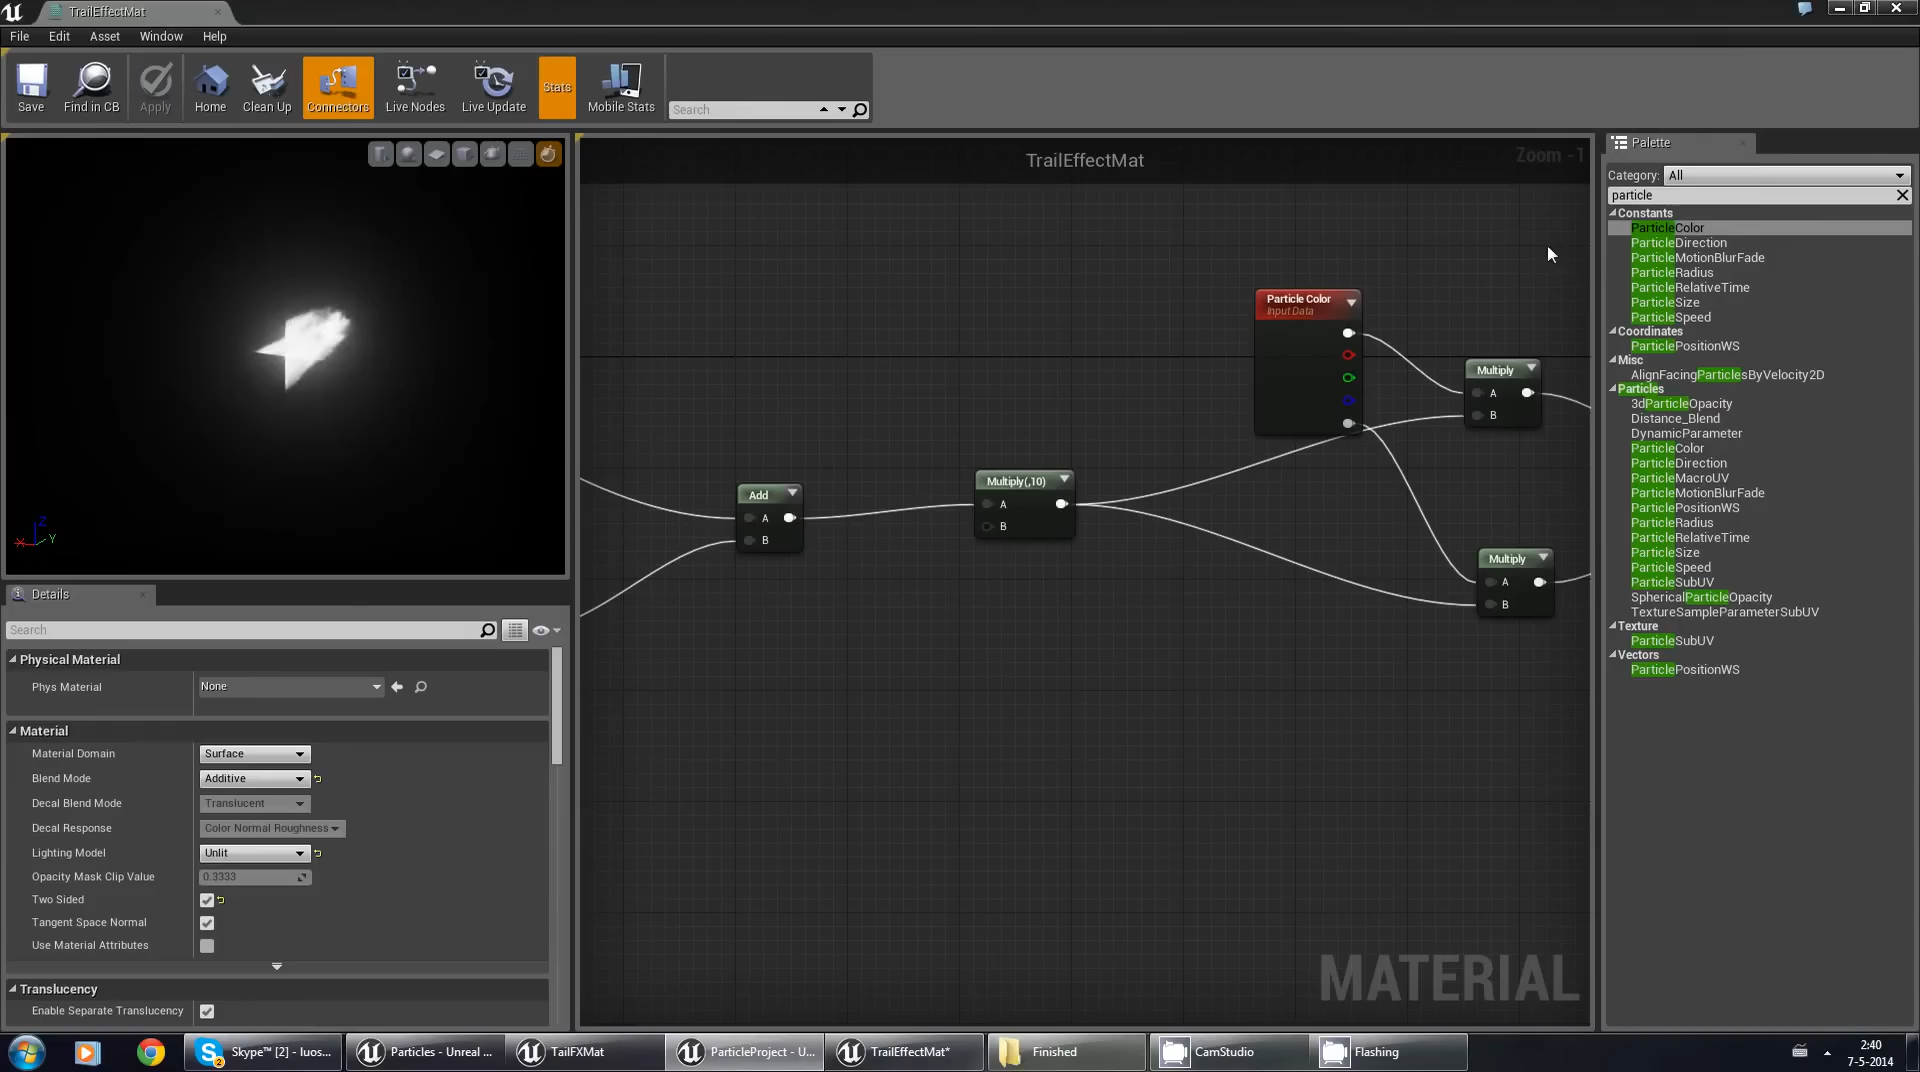 TrailEffectMat
File Edit Asset Window Help
Save Find in CB Apply Home Clean Up Connectors Live Nodes Live Update Stats Mobile Stats
Search
TrailEffectMat
Zoom -1
Particle Color
Input Data
Multiply
A
B
Add
A
B
Multiply(,10)
A
B
Multiply
A
B
MATERIAL
X
Y
Z
Details
Search
Physical Material
Phys Material None
Material
Material Domain Surface
Blend Mode Additive
Decal Blend Mode Translucent
Decal Response Color Normal Roughness
Lighting Model Unlit
Opacity Mask Clip Value 0.3333
Two Sided
Tangent Space Normal
Use Material Attributes
Translucency
Enable Separate Translucency
Palette
Category: All
particle
Constants
ParticleColor
ParticleDirection
ParticleMotionBlurFade
ParticleRadius
ParticleRelativeTime
ParticleSize
ParticleSpeed
Coordinates
ParticlePositionWS
Misc
AlignFacingParticlesByVelocity2D
Particles
3dParticleOpacity
Distance_Blend
DynamicParameter
ParticleColor
ParticleDirection
ParticleMacroUV
ParticleMotionBlurFade
ParticlePositionWS
ParticleRadius
ParticleRelativeTime
ParticleSize
ParticleSpeed
ParticleSubUV
SphericalParticleOpacity
TextureSampleParameterSubUV
Texture
ParticleSubUV
Vectors
ParticlePositionWS
2 Skype™ [2] - luos...
Particles - Unreal ...
TailFXMat
ParticleProject - U...
TrailEffectMat*
Finished
CamStudio
Flashing
2:40
7-5-2014